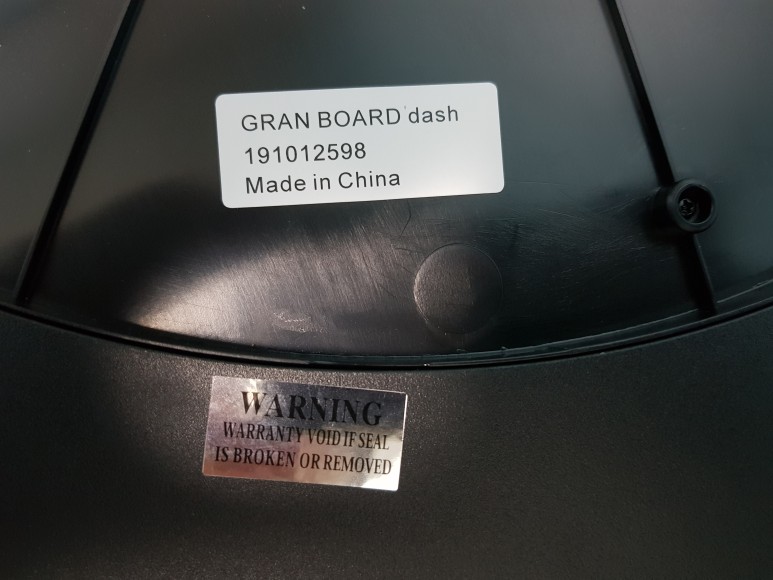 GRAN BOARD dash
191012598
Made in China
WARNING
WARRANTY VOID IF SEAL
IS BROKEN OR REMOVED